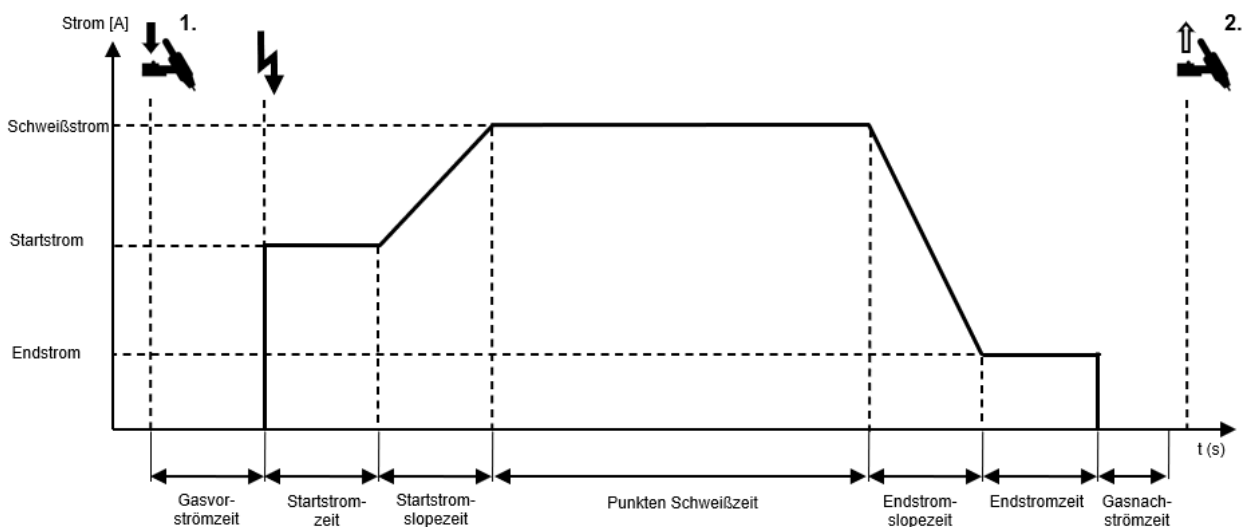 Strom [A]
1.
2.
Schweißstrom
Startstrom
Endstrom
t (s)
Gasvor-
strömzeit
Startstrom-
zeit
Startstrom-
slopezeit
Punkten Schweißzeit
Endstrom-
slopezeit
Endstromzeit
Gasnach-
strömzeit